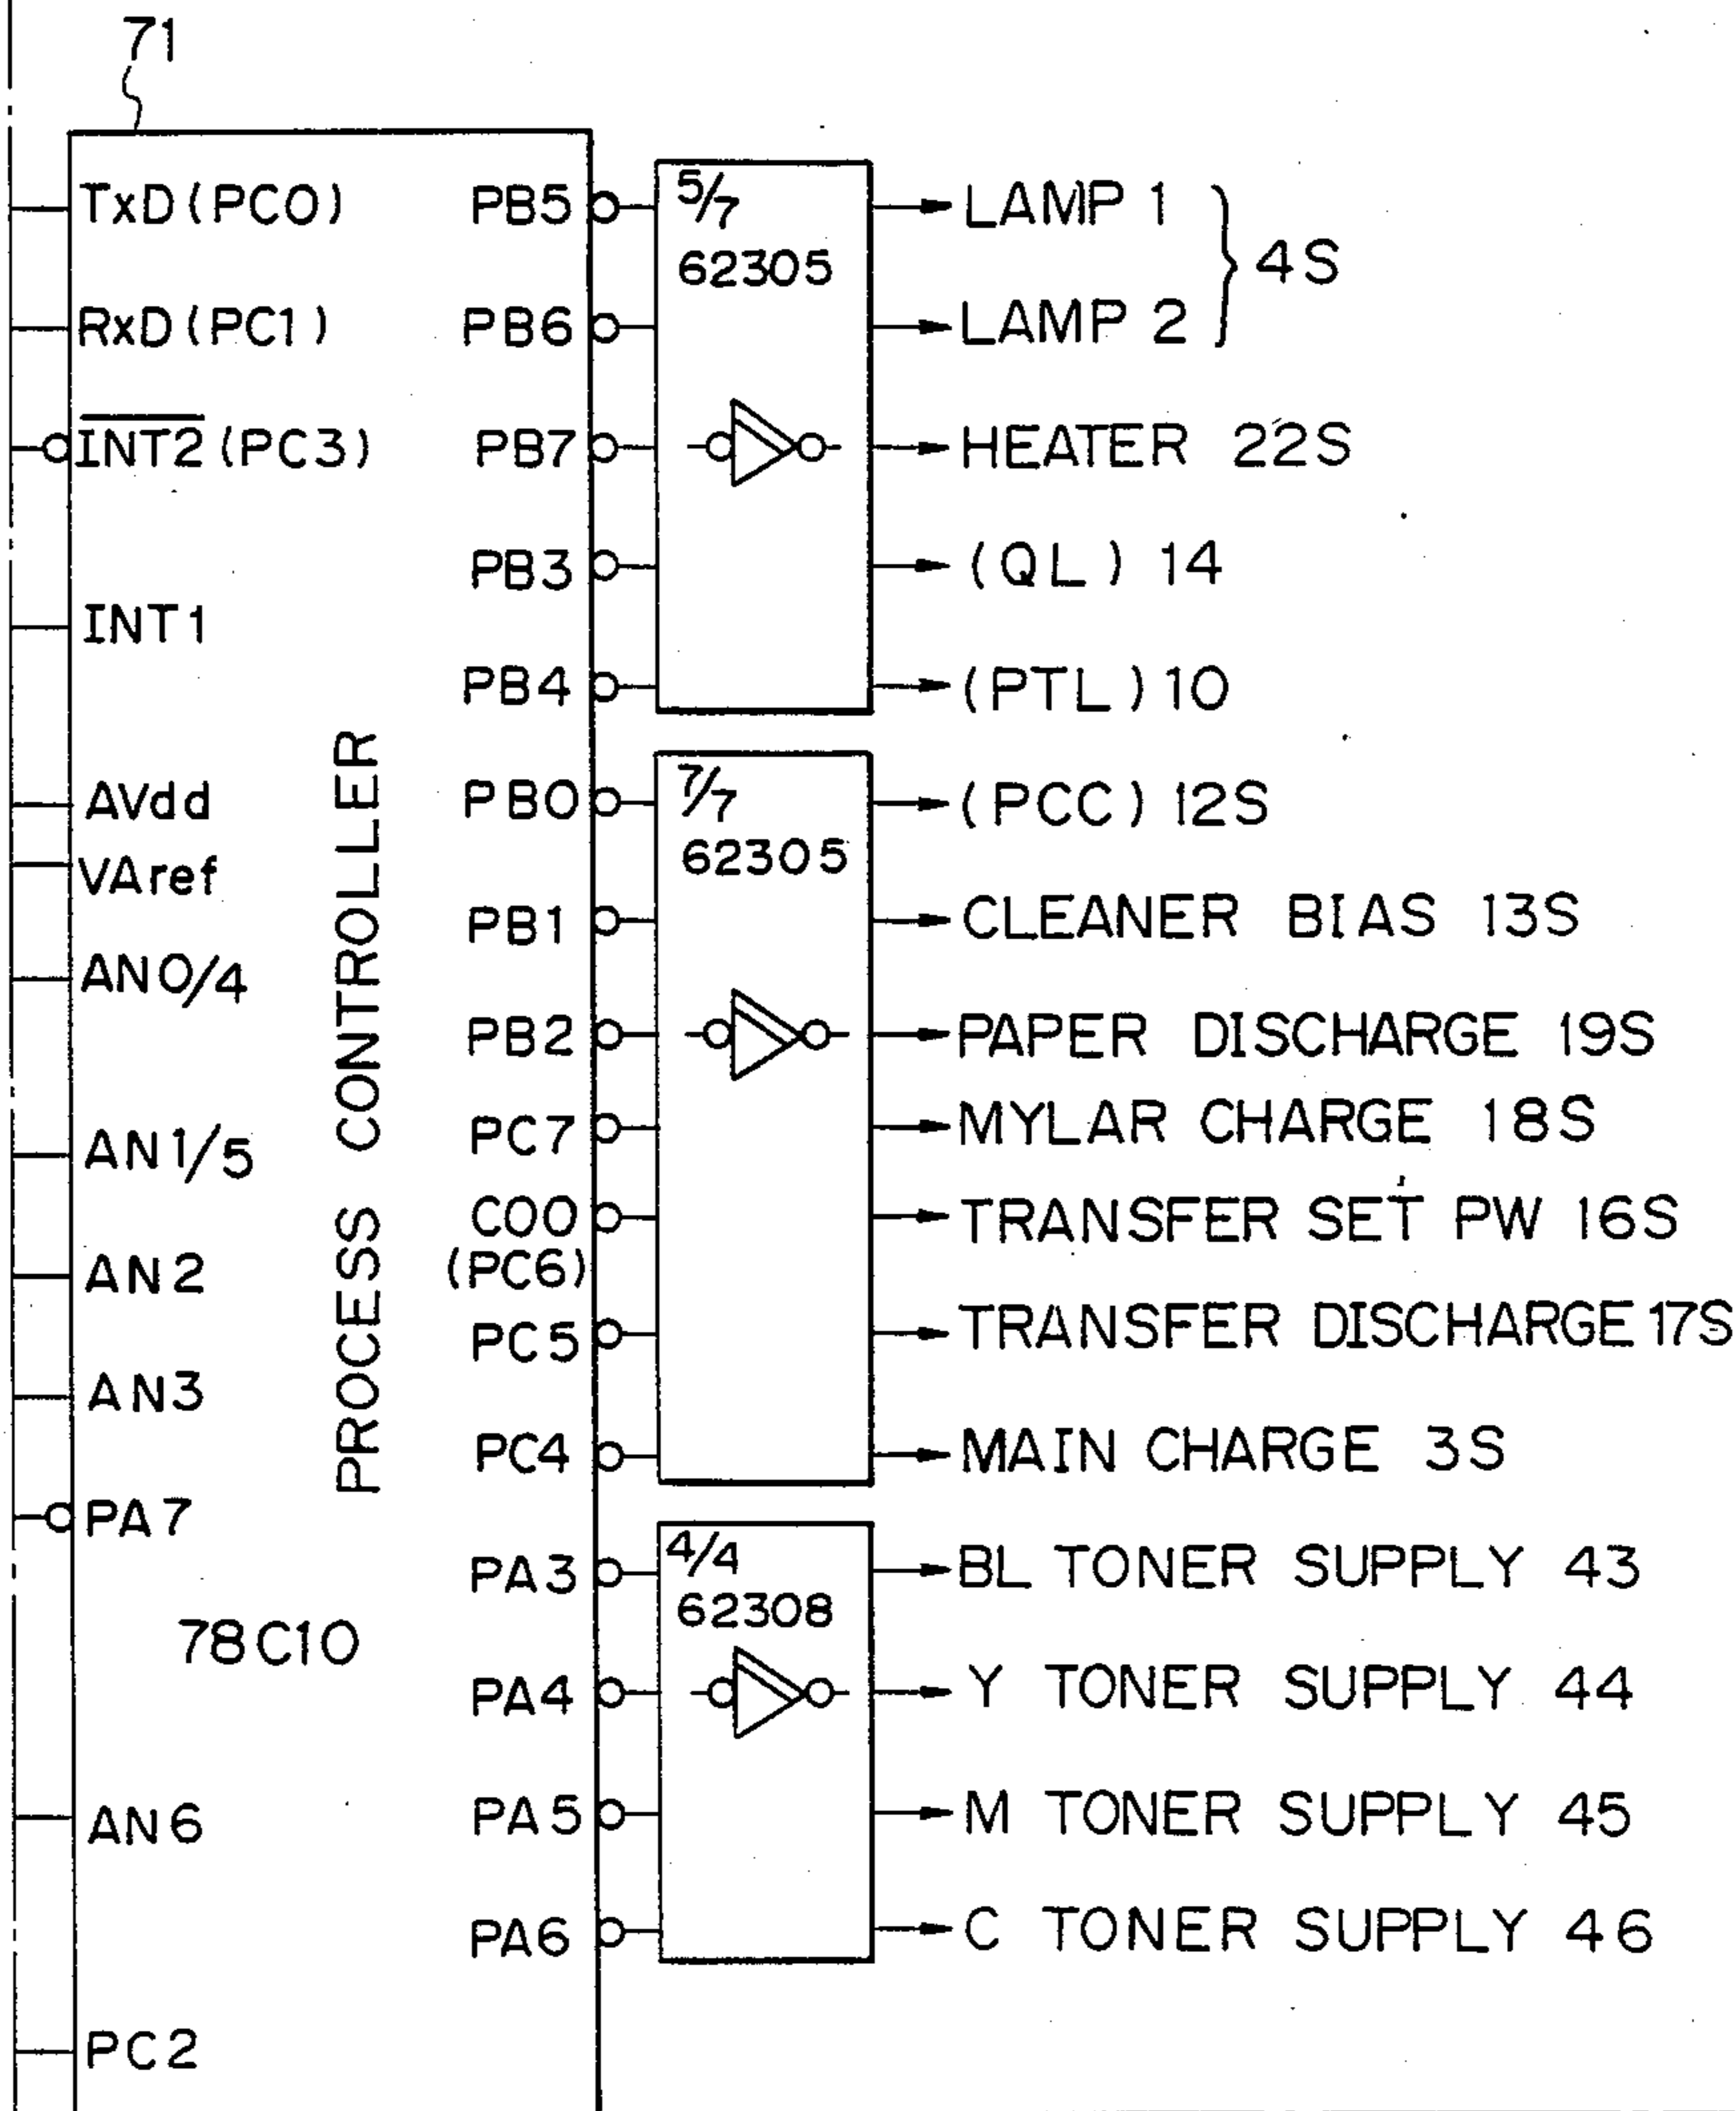 71
TxD(PC0)
RxD(PC1)
INT2(PC3)
INT1
AVdd
VAref
AN0/4
AN1/5
AN2
AN3
PA7
78C10
AN6
PC2
PROCESS CONTROLLER
PB5
PB6
PB7
PB3
PB4
PB0
PB1
PB2
PC7
CO0
(PC6)
PC5
PC4
PA3
PA4
PA5
PA6
5/7
62305
7/7
62305
4/4
62308
LAMP 1
LAMP 2
4S
HEATER 22S
(QL) 14
(PTL) 10
(PCC) 12S
CLEANER BIAS 13S
PAPER DISCHARGE 19S
MYLAR CHARGE 18S
TRANSFER SET PW 16S
TRANSFER DISCHARGE 17S
MAIN CHARGE 3S
BL TONER SUPPLY 43
Y TONER SUPPLY 44
M TONER SUPPLY 45
C TONER SUPPLY 46